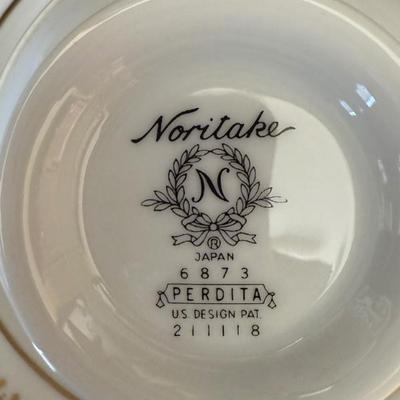 Noritake
N
®
JAPAN
6873
PERDITA
U.S. DESIGN PAT.
211118